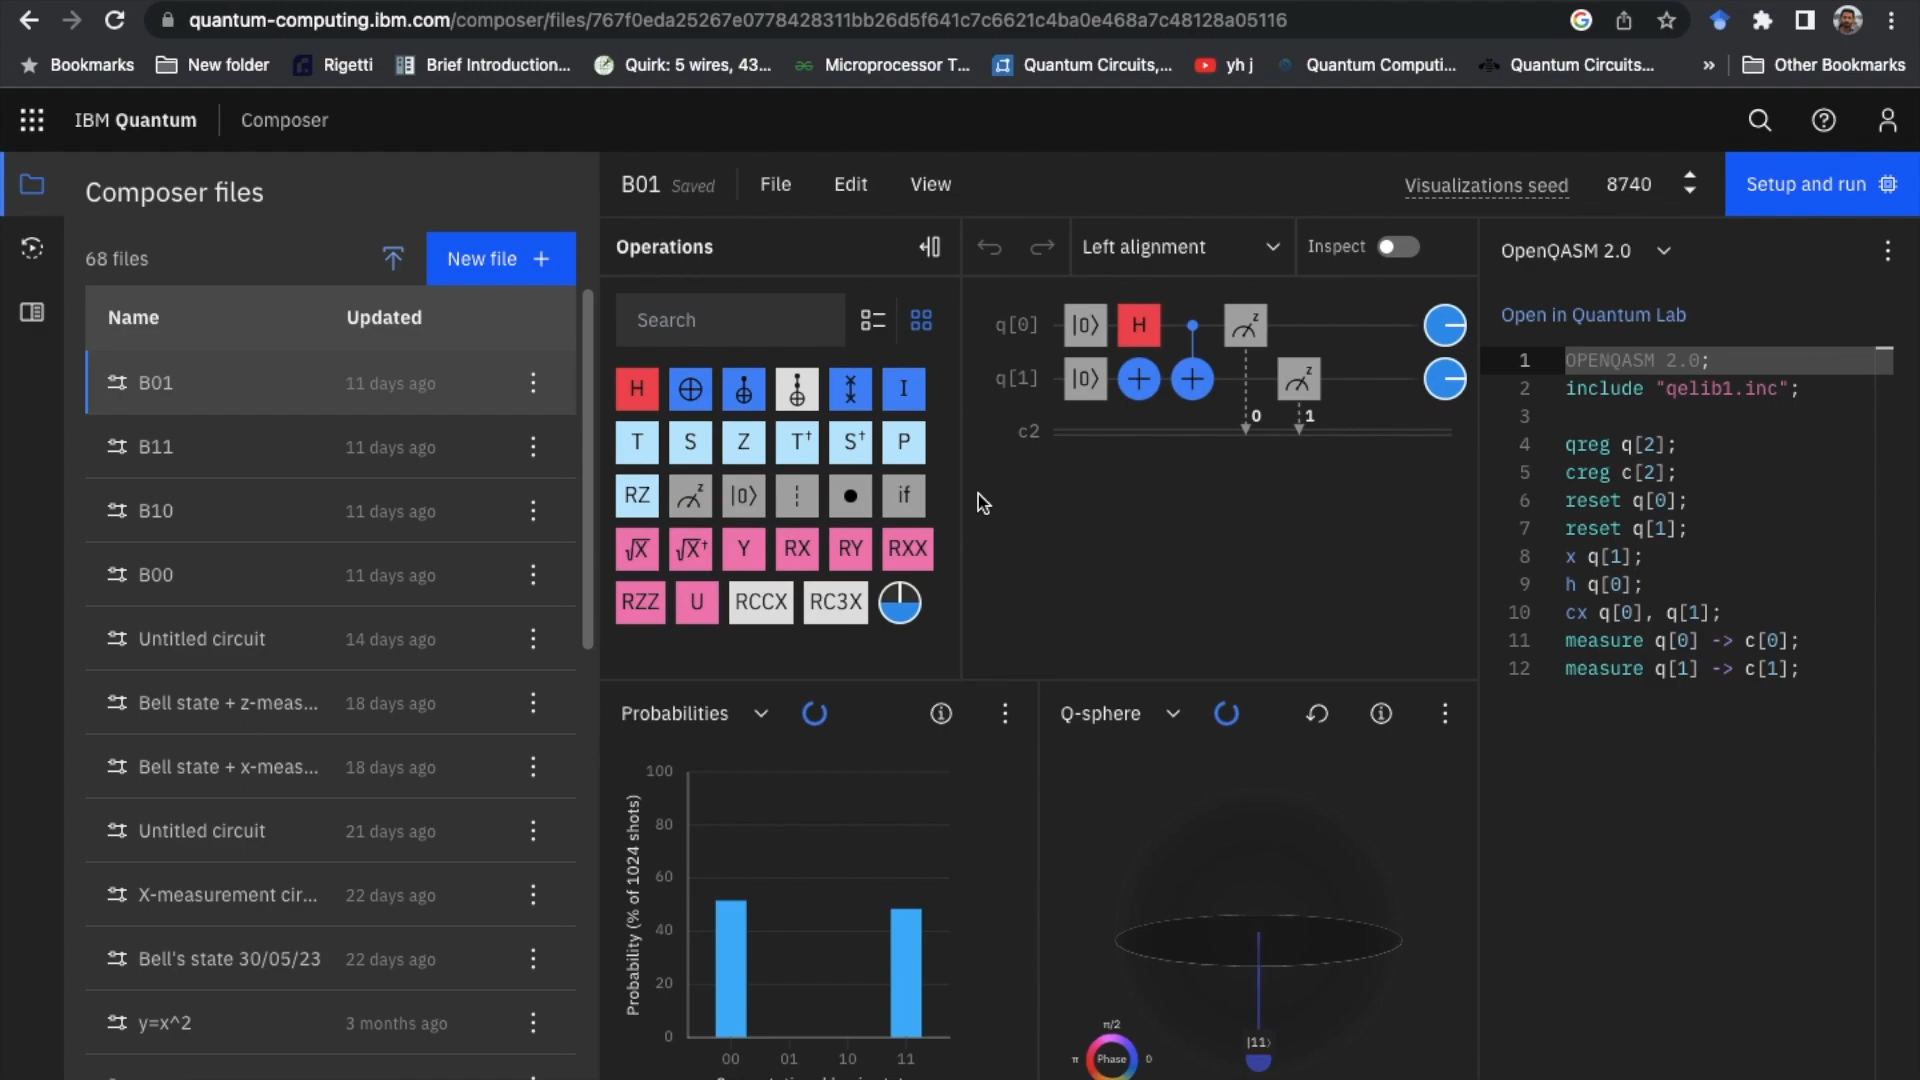 quantum-computing.ibm.com/composer/files/767f0eda25267e0778428311bb26d5f641c7c6621c4ba0e468a7c48128a05116
Bookmarks New folder Rigetti Brief Introduction... Quirk: 5 wires, 43... Microprocessor T... Quantum Circuits,... yh j Quantum Computi... Quantum Circuits... » Other Bookmarks
IBM Quantum Composer
Composer files
68 files New file +
Name Updated
B01 11 days ago
B11 11 days ago
B10 11 days ago
B00 11 days ago
Untitled circuit 14 days ago
Bell state + z-meas... 18 days ago
Bell state + x-meas... 18 days ago
Untitled circuit 21 days ago
X-measurement cir... 22 days ago
Bell's state 30/05/23 22 days ago
y=x^2 3 months ago
B01 Saved File Edit View Visualizations seed 8740 Setup and run
Operations
Search
H I
T S Z T† S† P
RZ z |0⟩ if
√X √X† Y RX RY RXX
RZZ U RCCX RC3X
Left alignment Inspect
q[0] |0⟩ H z
q[1] |0⟩ + + z
0 1
c2
OpenQASM 2.0
Open in Quantum Lab
1 OPENQASM 2.0;
2 include "qelib1.inc";
3
4 qreg q[2];
5 creg c[2];
6 reset q[0];
7 reset q[1];
8 x q[1];
9 h q[0];
10 cx q[0], q[1];
11 measure q[0] -> c[0];
12 measure q[1] -> c[1];
Probabilities
Probability (% of 1024 shots)
100
80
60
40
20
0
00 01 10 11
Q-sphere
|11⟩
π/2
π Phase 0